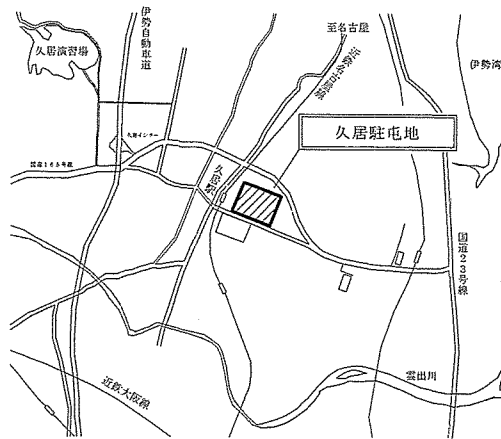 久居演習場
伊勢自動車道
至名古屋
近鉄名古屋線
伊勢湾
久居インター
久居駐屯地
国道165号線
久居駅
国道23号線
雲出川
近鉄大阪線